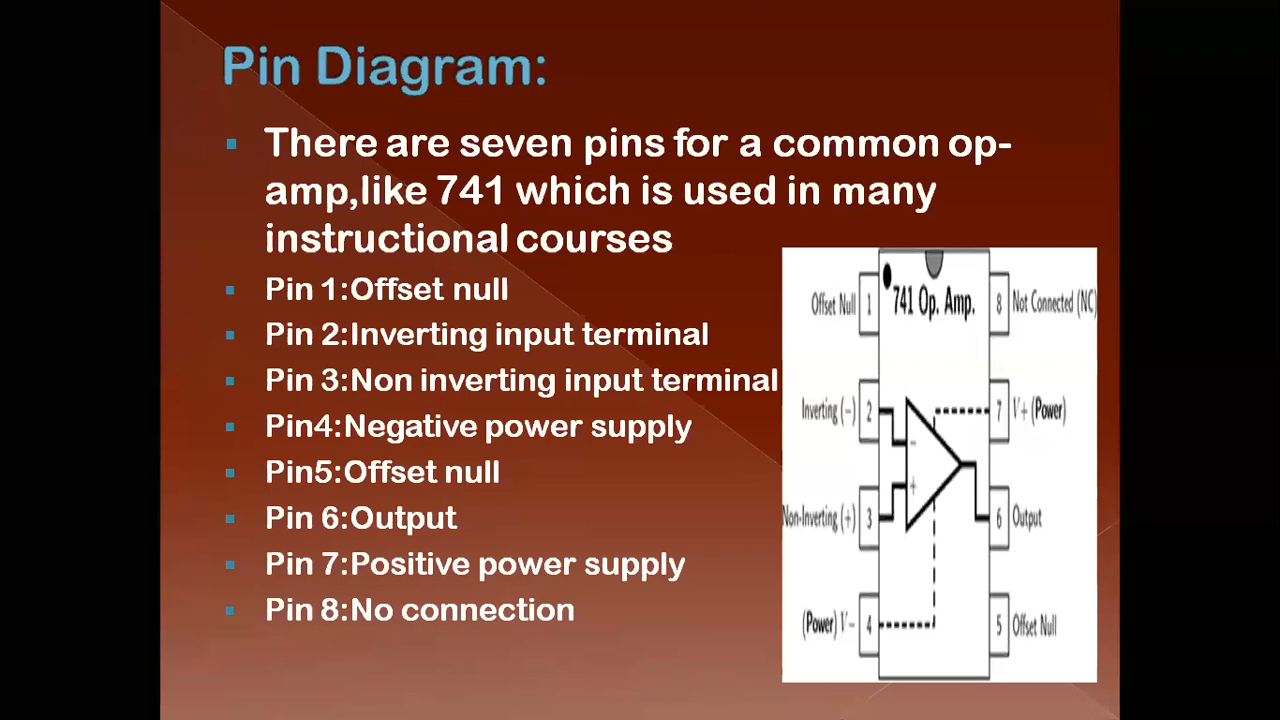 Pin Diagram:
There are seven pins for a common op-
amp,like 741 which is used in many
instructional courses
Pin 1:Offset null
Pin 2:Inverting input terminal
Pin 3:Non inverting input terminal
Pin4:Negative power supply
Pin5:Offset null
Pin 6:Output
Pin 7:Positive power supply
Pin 8:No connection
741 Op. Amp.
Offset Null 1
8 Not Connected (NC)
Inverting (-) 2
-
7 V+ (Power)
Non-Inverting (+) 3
+
6 Output
(Power) V- 4
5 Offset Null